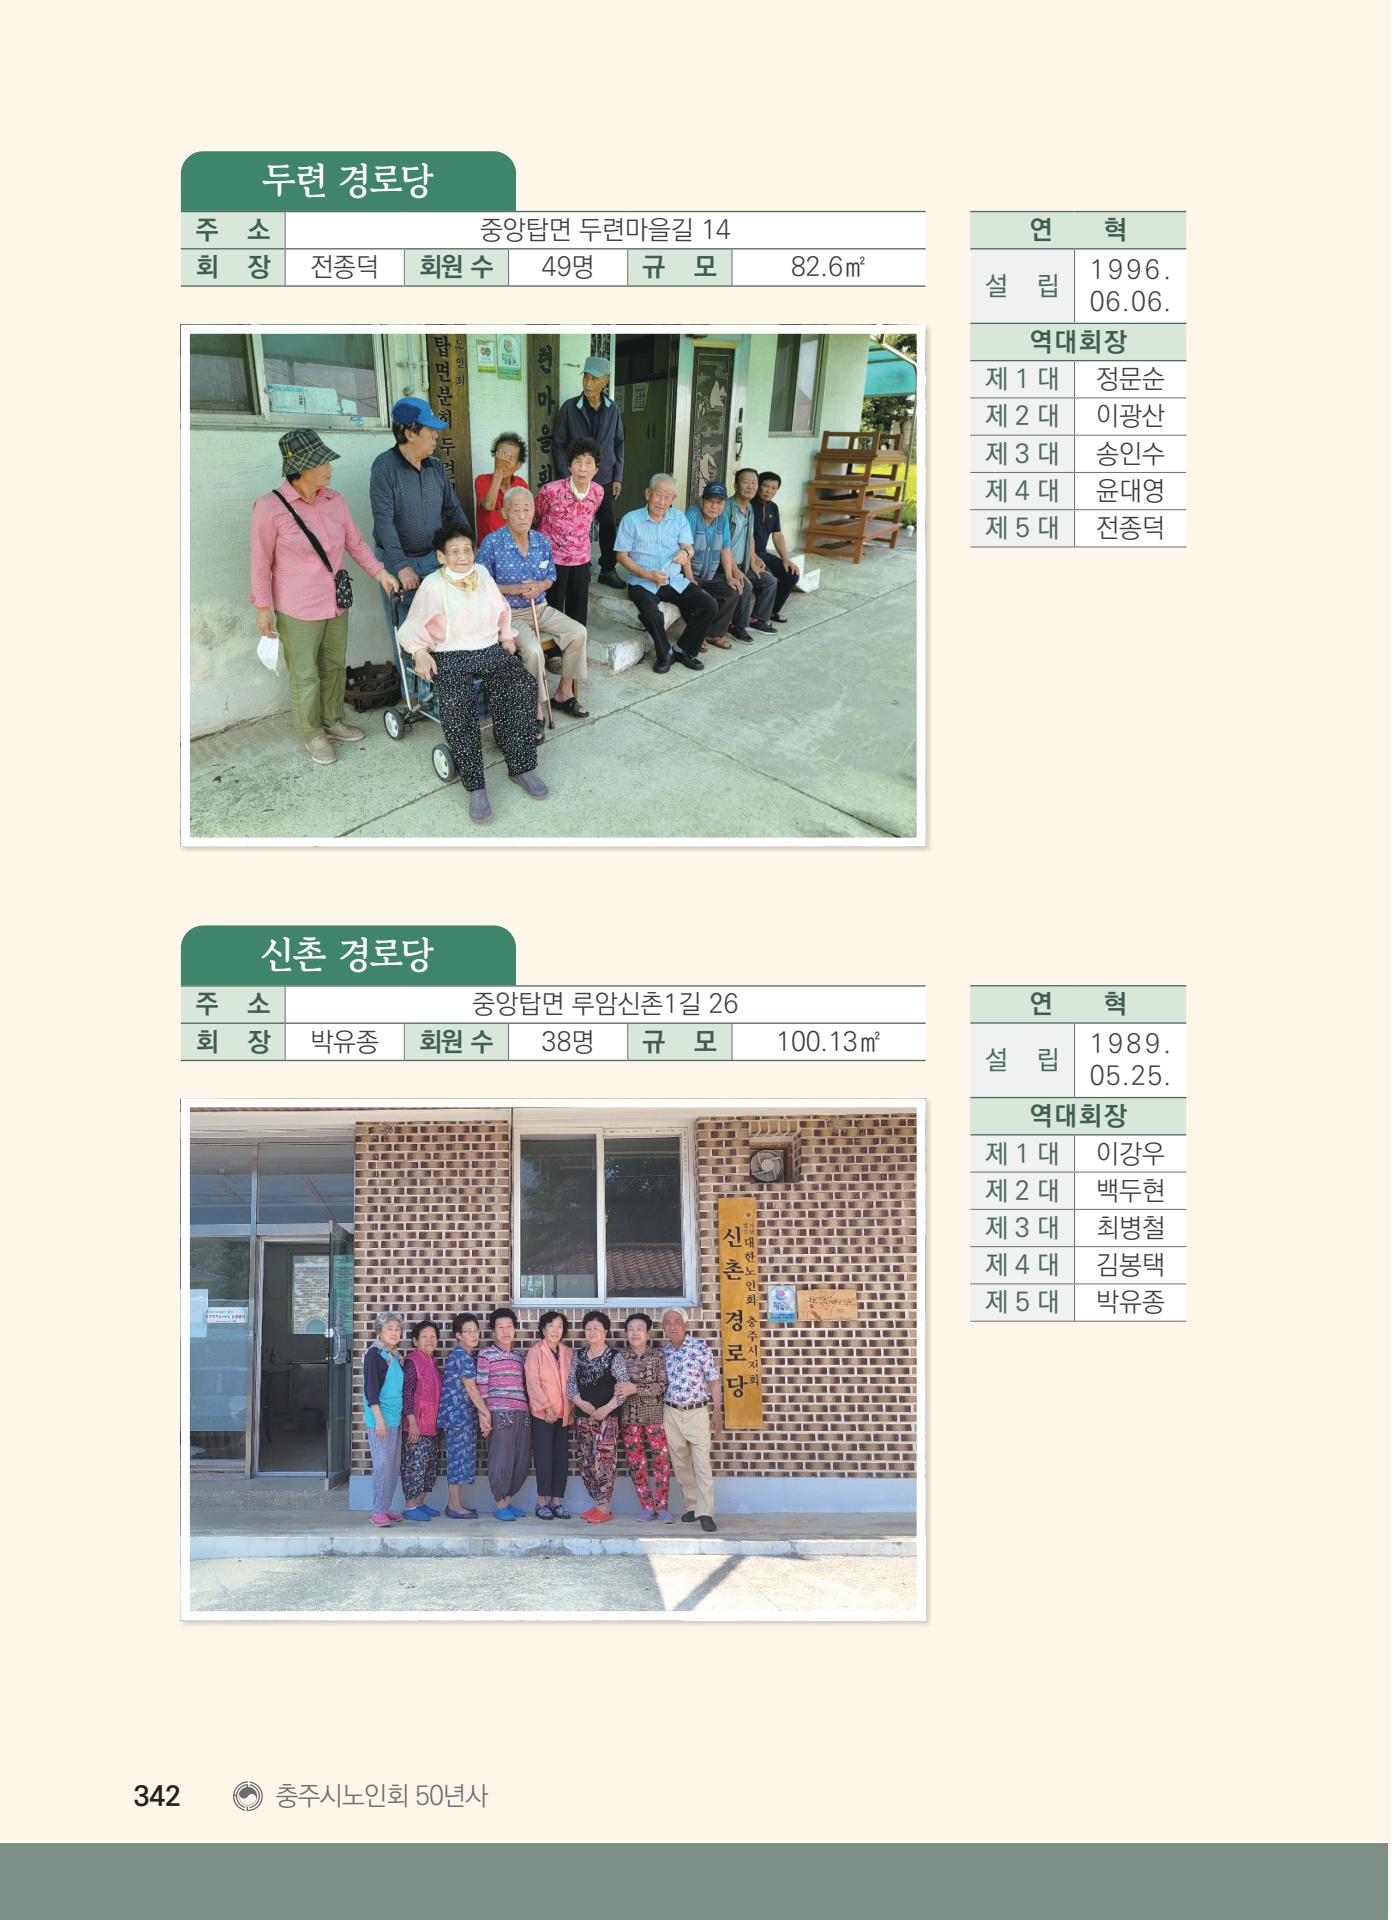 두련 경로당
주 소 중앙탑면 두련마을길 14
회 장 전종덕 회원 수 49명 규 모 82.6㎡
연 혁
설 립 1996. 06.06.
역대회장
제 1 대 정문순
제 2 대 이광산
제 3 대 송인수
제 4 대 윤대영
제 5 대 전종덕
노인회
탑면분회두련
련마을회
신촌 경로당
주 소 중앙탑면 루암신촌1길 26
회 장 박유종 회원 수 38명 규 모 100.13㎡
연 혁
설 립 1989. 05.25.
역대회장
제 1 대 이강우
제 2 대 백두현
제 3 대 최병철
제 4 대 김봉택
제 5 대 박유종
대한노인회 충주시지회
신촌 경로당
342 충주시노인회 50년사